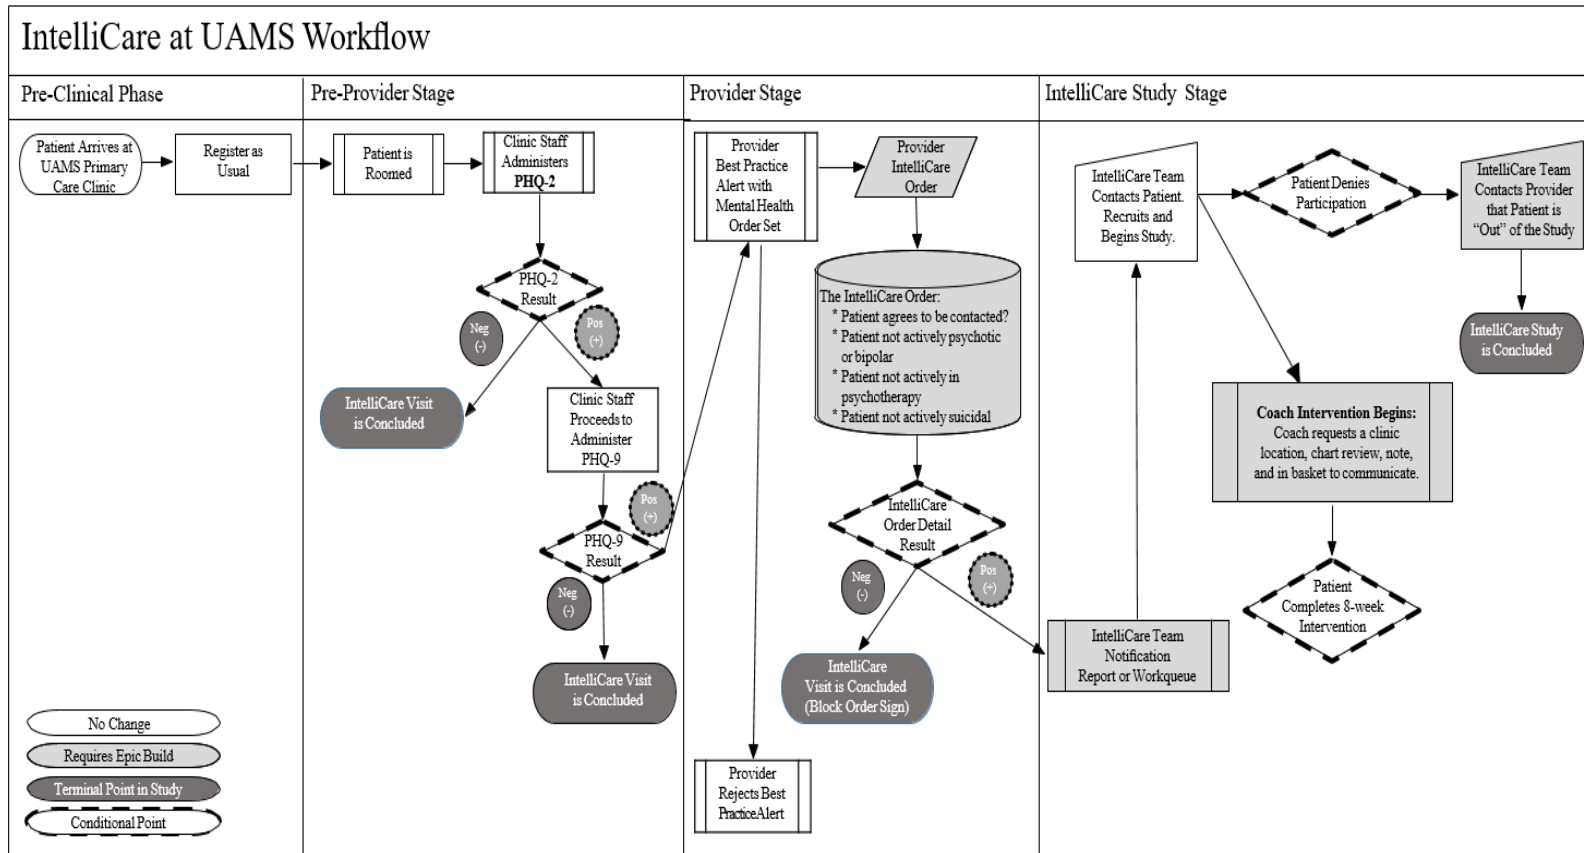 IntelliCare at UAMS Workflow
Pre-Clinical Phase
Pre-Provider Stage
Provider Stage
IntelliCare Study Stage
Patient Arrives at
UAMS Primary
Care Clinic
Register as
Usual
Patient is
Roomed
Clinic Staff
Administers
PHQ-2
PHQ-2
Result
Neg
(-)
Pos
(+)
IntelliCare Visit
is Concluded
Clinic Staff
Proceeds to
Administer
PHQ-9
Pos
(+)
PHQ-9
Result
Neg
(-)
IntelliCare Visit
is Concluded
Provider
Best Practice
Alert with
Mental Health
Order Set
Provider
IntelliCare
Order
The IntelliCare Order:
* Patient agrees to be contacted?
* Patient not actively psychotic
or bipolar
* Patient not actively in
psychotherapy
* Patient not actively suicidal
IntelliCare
Order Detail
Result
Neg
(-)
Pos
(+)
IntelliCare
Visit is Concluded
(Block Order Sign)
Provider
Rejects Best
PracticeAlert
IntelliCare Team
Contacts Patient.
Recruits and
Begins Study.
Patient Denies
Participation
IntelliCare Team
Contacts Provider
that Patient is
“Out” of the Study
IntelliCare Study
is Concluded
Coach Intervention Begins:
Coach requests a clinic
location, chart review, note,
and in basket to communicate.
Patient
Completes 8-week
Intervention
IntelliCare Team
Notification
Report or Workqueue
No Change
Requires Epic Build
Terminal Point in Study
Conditional Point